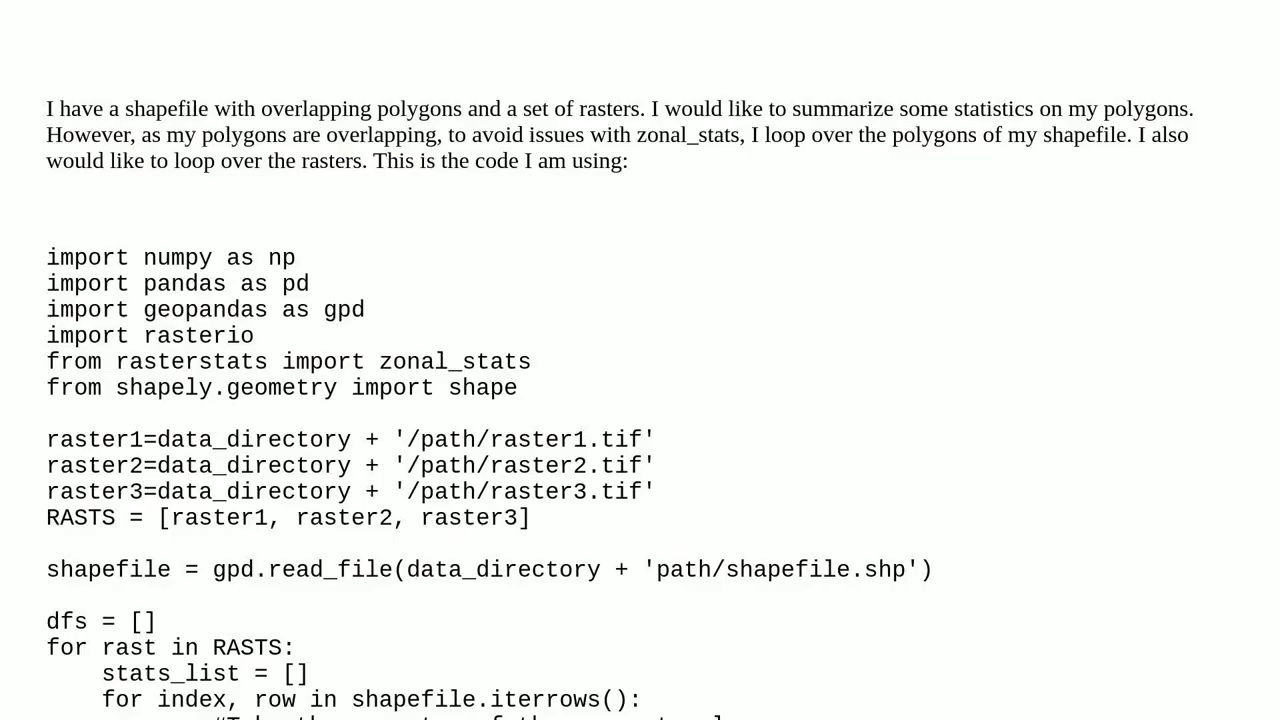 I have a shapefile with overlapping polygons and a set of rasters. I would like to summarize some statistics on my polygons.
However, as my polygons are overlapping, to avoid issues with zonal_stats, I loop over the polygons of my shapefile. I also
would like to loop over the rasters. This is the code I am using:
import numpy as np
import pandas as pd
import geopandas as gpd
import rasterio
from rasterstats import zonal_stats
from shapely.geometry import shape
raster1=data_directory + '/path/raster1.tif'
raster2=data_directory + '/path/raster2.tif'
raster3=data_directory + '/path/raster3.tif'
RASTS = [raster1, raster2, raster3]
shapefile = gpd.read_file(data_directory + 'path/shapefile.shp')
dfs = []
for rast in RASTS:
    stats_list = []
    for index, row in shapefile.iterrows():